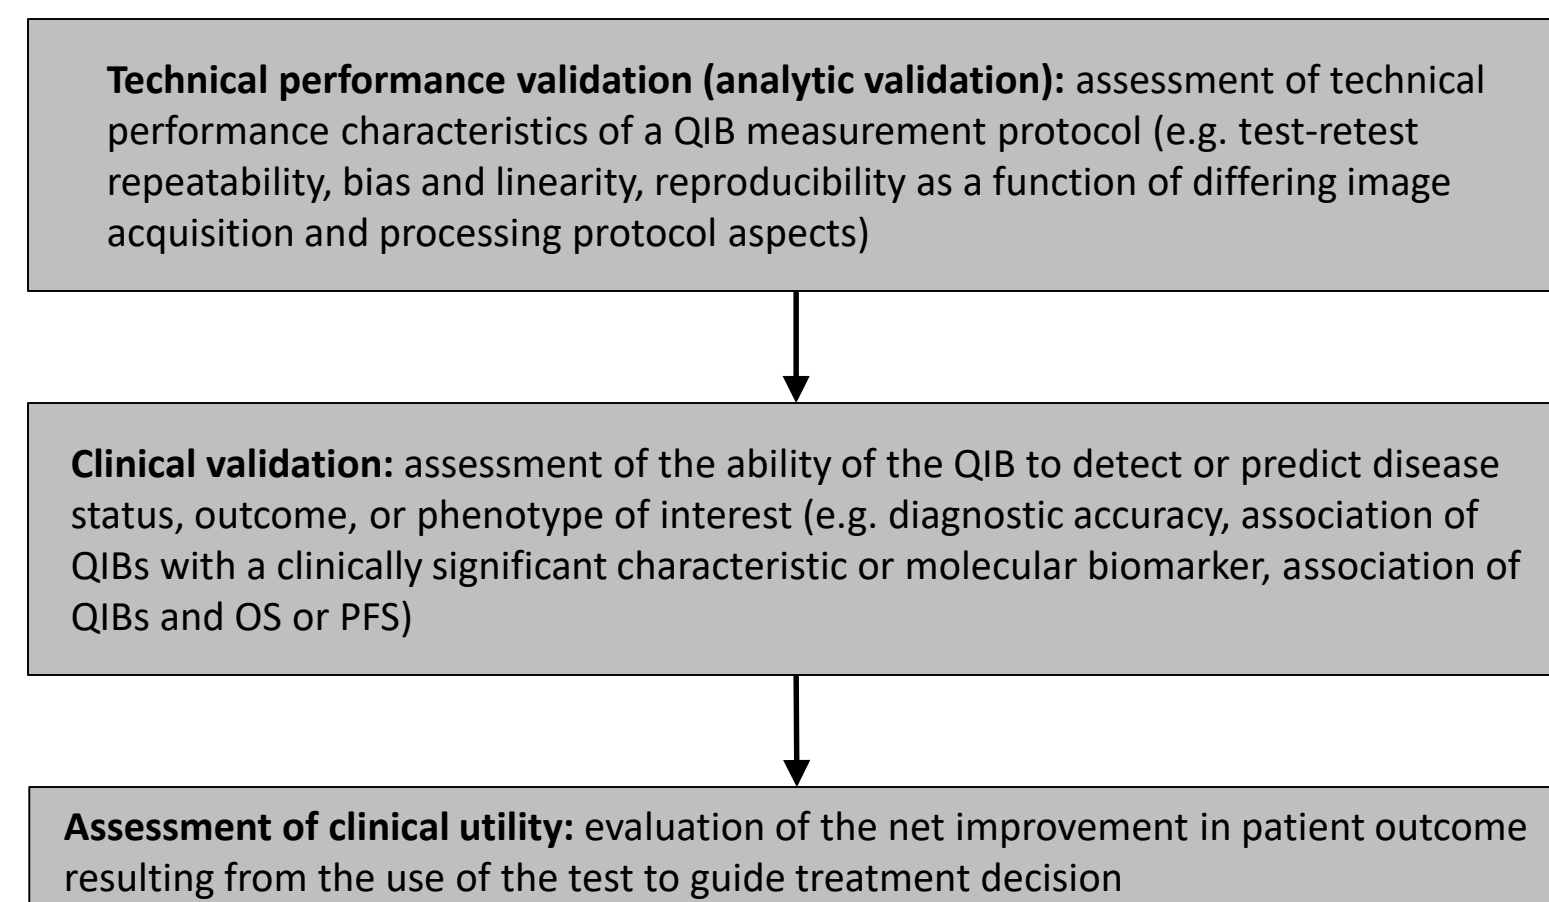 Technical performance validation (analytic validation): assessment of technical
performance characteristics of a QIB measurement protocol (e.g. test-retest
repeatability, bias and linearity, reproducibility as a function of differing image
acquisition and processing protocol aspects)
Clinical validation: assessment of the ability of the QIB to detect or predict disease
status, outcome, or phenotype of interest (e.g. diagnostic accuracy, association of
QIBs with a clinically significant characteristic or molecular biomarker, association of
QIBs and OS or PFS)
Assessment of clinical utility: evaluation of the net improvement in patient outcome
resulting from the use of the test to guide treatment decision